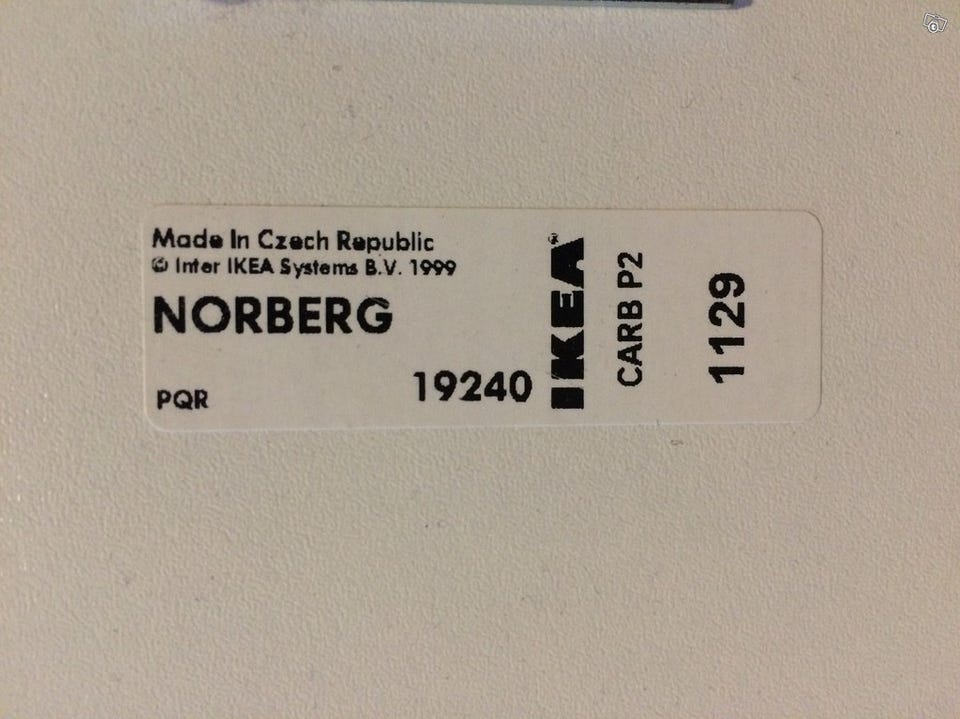 Made In Czech Republic
© Inter IKEA Systems B.V. 1999
NORBERG
PQR
19240
IKEA®
CARB P2
1129